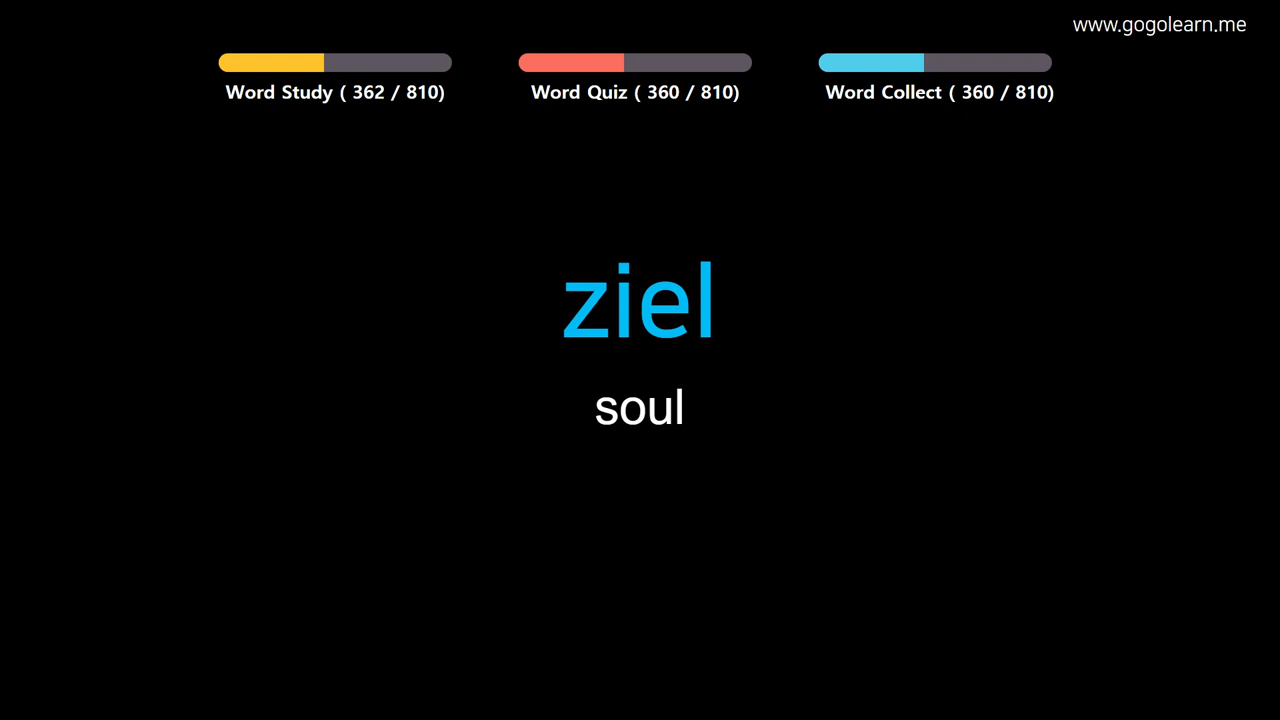 www.gogolearn.me
Word Study ( 362 / 810)
Word Quiz ( 360 / 810)
Word Collect ( 360 / 810)
ziel
soul